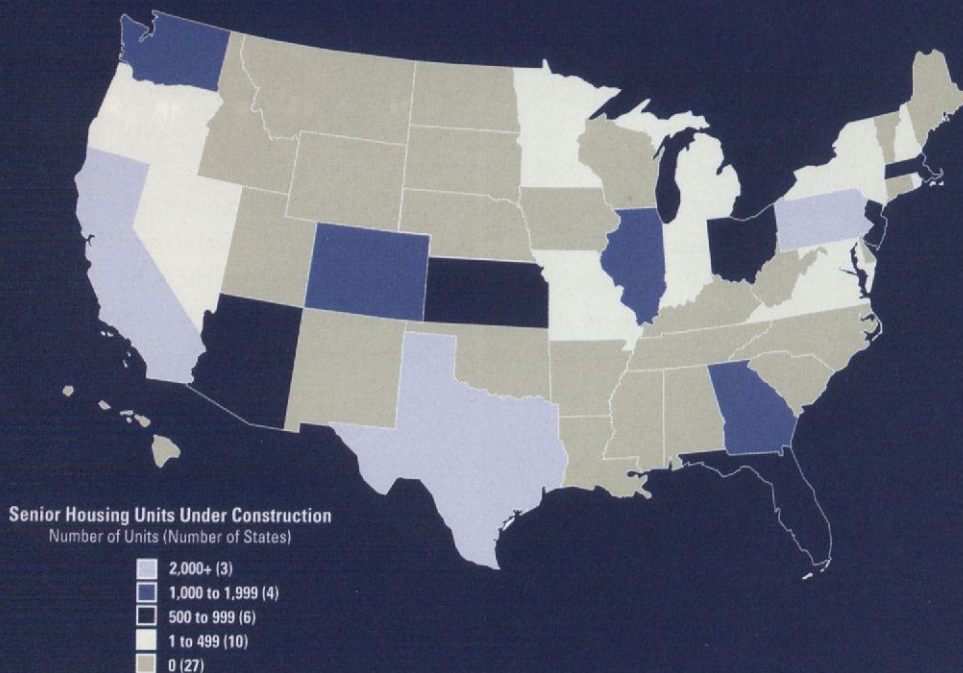 Senior Housing Units Under Construction
Number of Units (Number of States)
2,000+ (3)
1,000 to 1,999 (4)
500 to 999 (6)
1 to 499 (10)
0 (27)